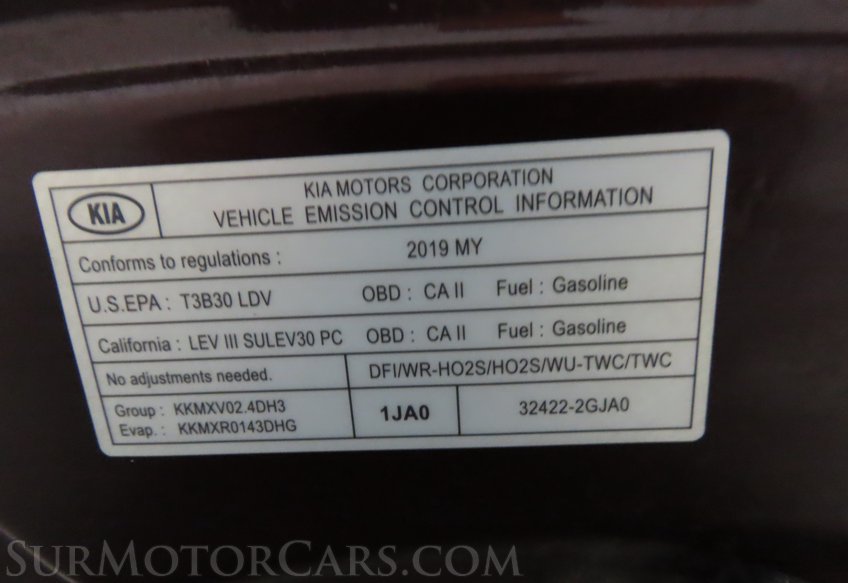 KIA
KIA MOTORS CORPORATION
VEHICLE EMISSION CONTROL INFORMATION
Conforms to regulations : 2019 MY
U.S.EPA : T3B30 LDV OBD : CA II Fuel : Gasoline
California : LEV III SULEV30 PC OBD : CA II Fuel : Gasoline
No adjustments needed. DFI/WR-HO2S/HO2S/WU-TWC/TWC
Group : KKMXV02.4DH3
Evap. : KKMXR0143DHG
1JA0
32422-2GJA0
SurMotorCars.com